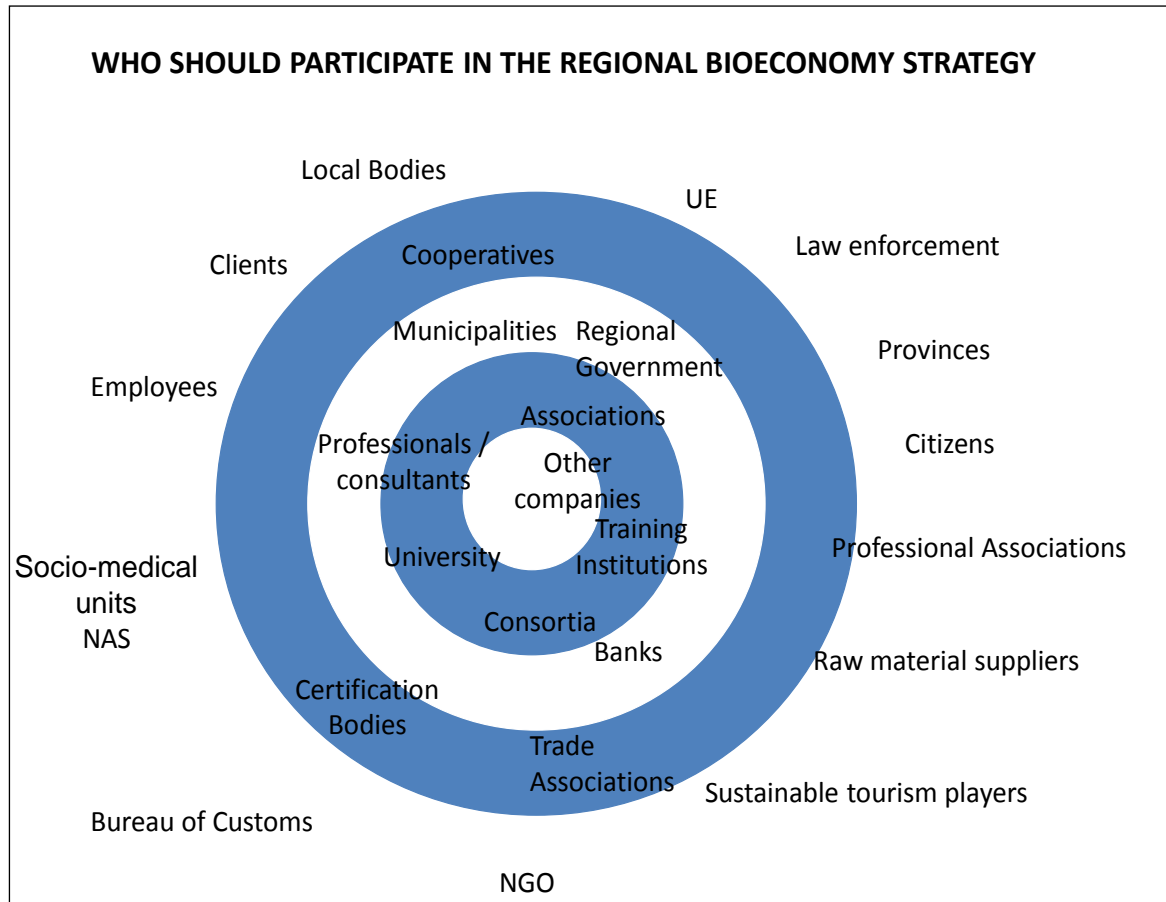 WHO SHOULD PARTICIPATE IN THE REGIONAL BIOECONOMY STRATEGY
Local Bodies
UE
Law enforcement
Clients
Cooperatives
Municipalities
Regional
Government
Provinces
Employees
Associations
Citizens
Professionals /
consultants
Other
companies
Training
Institutions
University
Professional Associations
Socio-medical
units
NAS
Consortia
Banks
Raw material suppliers
Certification
Bodies
Trade
Associations
Sustainable tourism players
Bureau of Customs
NGO